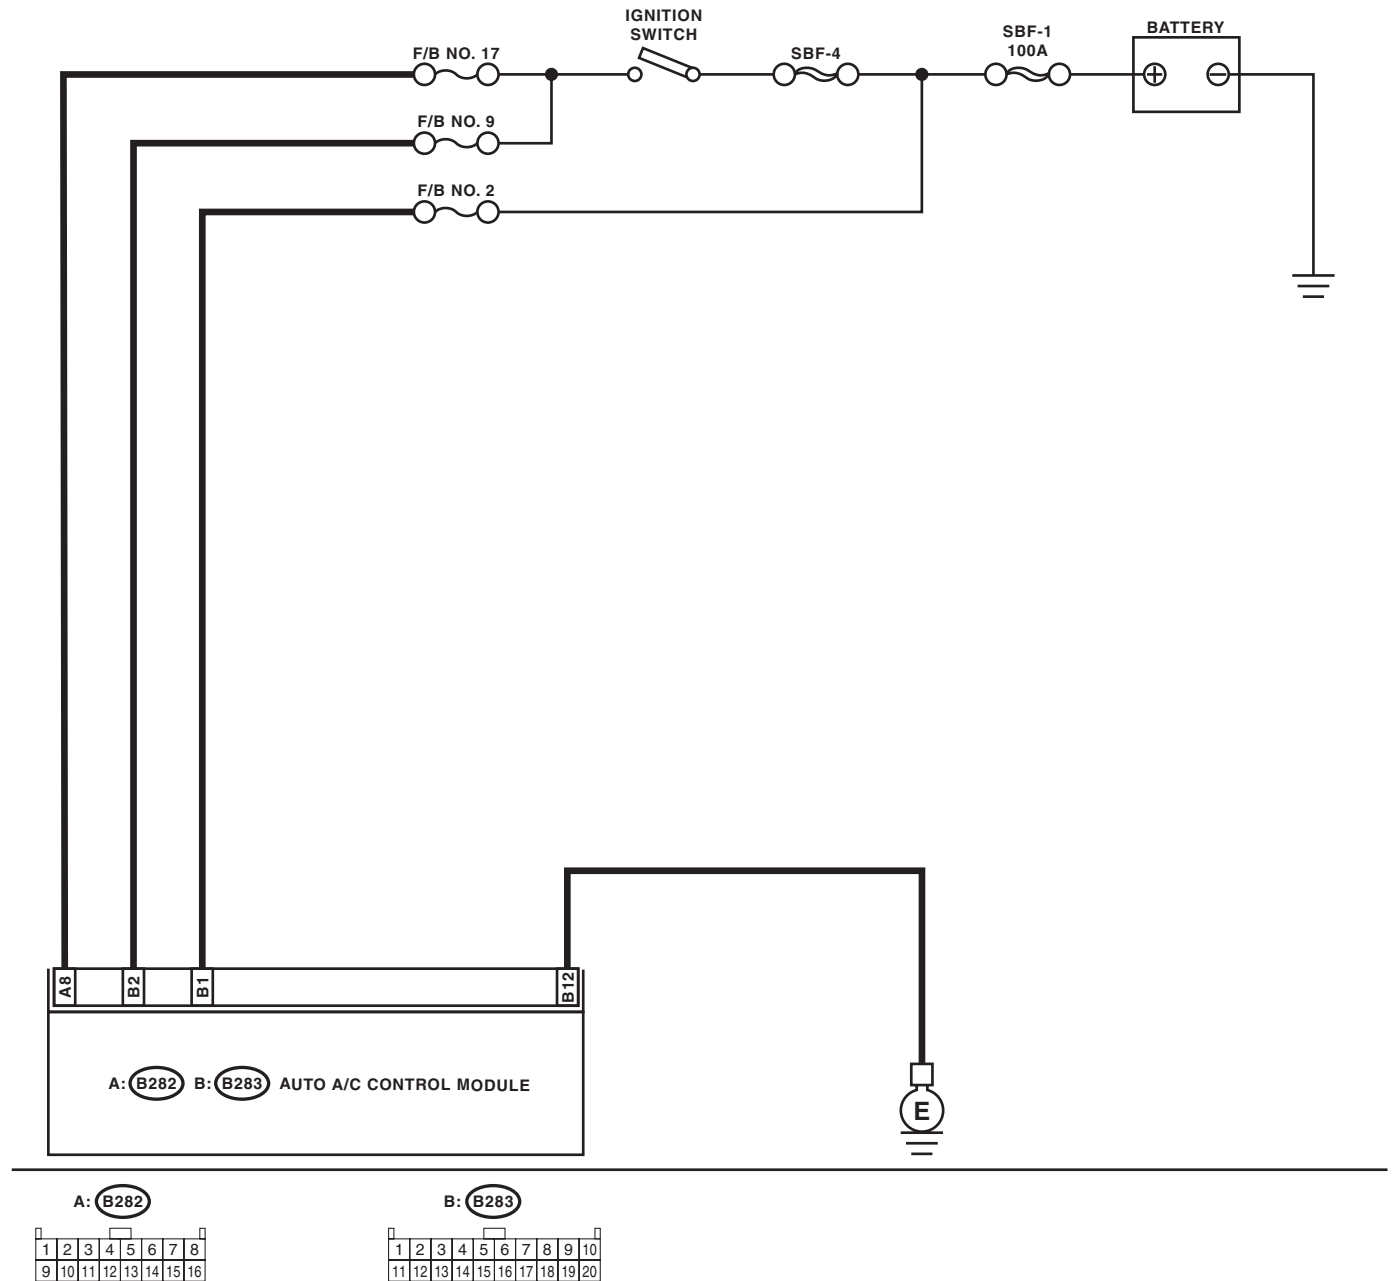 IGNITION
SWITCH
F/B NO. 17
SBF-4
SBF-1
100A
BATTERY
F/B NO. 9
F/B NO. 2
A8
B2
B1
B12
A: B282 B: B283 AUTO A/C CONTROL MODULE
E
A: B282
B: B283
1 2 3 4 5 6 7 8
9 10 11 12 13 14 15 16
1 2 3 4 5 6 7 8 9 10
11 12 13 14 15 16 17 18 19 20